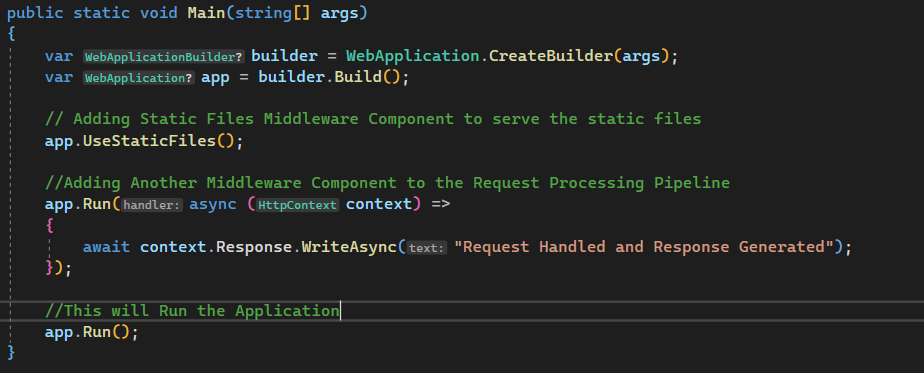 public static void Main(string[] args)
{
var WebApplicationBuilder? builder = WebApplication.CreateBuilder(args);
var WebApplication? app = builder.Build();
// Adding Static Files Middleware Component to serve the static files
app.UseStaticFiles();
//Adding Another Middleware Component to the Request Processing Pipeline
app.Run(handler: async (HttpContext context) =>
{
await context.Response.WriteAsync(text: "Request Handled and Response Generated");
});
//This will Run the Application
app.Run();
}